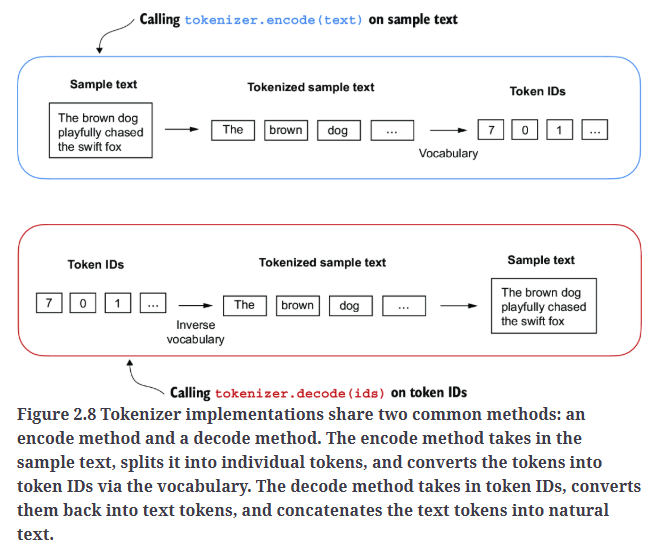 Calling tokenizer.encode(text) on sample text
Sample text
Tokenized sample text
Token IDs
The brown dog
playfully chased
the swift fox
The
brown
dog
...
Vocabulary
7
0
1
...
Token IDs
Tokenized sample text
Sample text
7
0
1
...
Inverse
vocabulary
The
brown
dog
...
The brown dog
playfully chased
the swift fox
Calling tokenizer.decode(ids) on token IDs
Figure 2.8 Tokenizer implementations share two common methods: an
encode method and a decode method. The encode method takes in the
sample text, splits it into individual tokens, and converts the tokens into
token IDs via the vocabulary. The decode method takes in token IDs, converts
them back into text tokens, and concatenates the text tokens into natural
text.